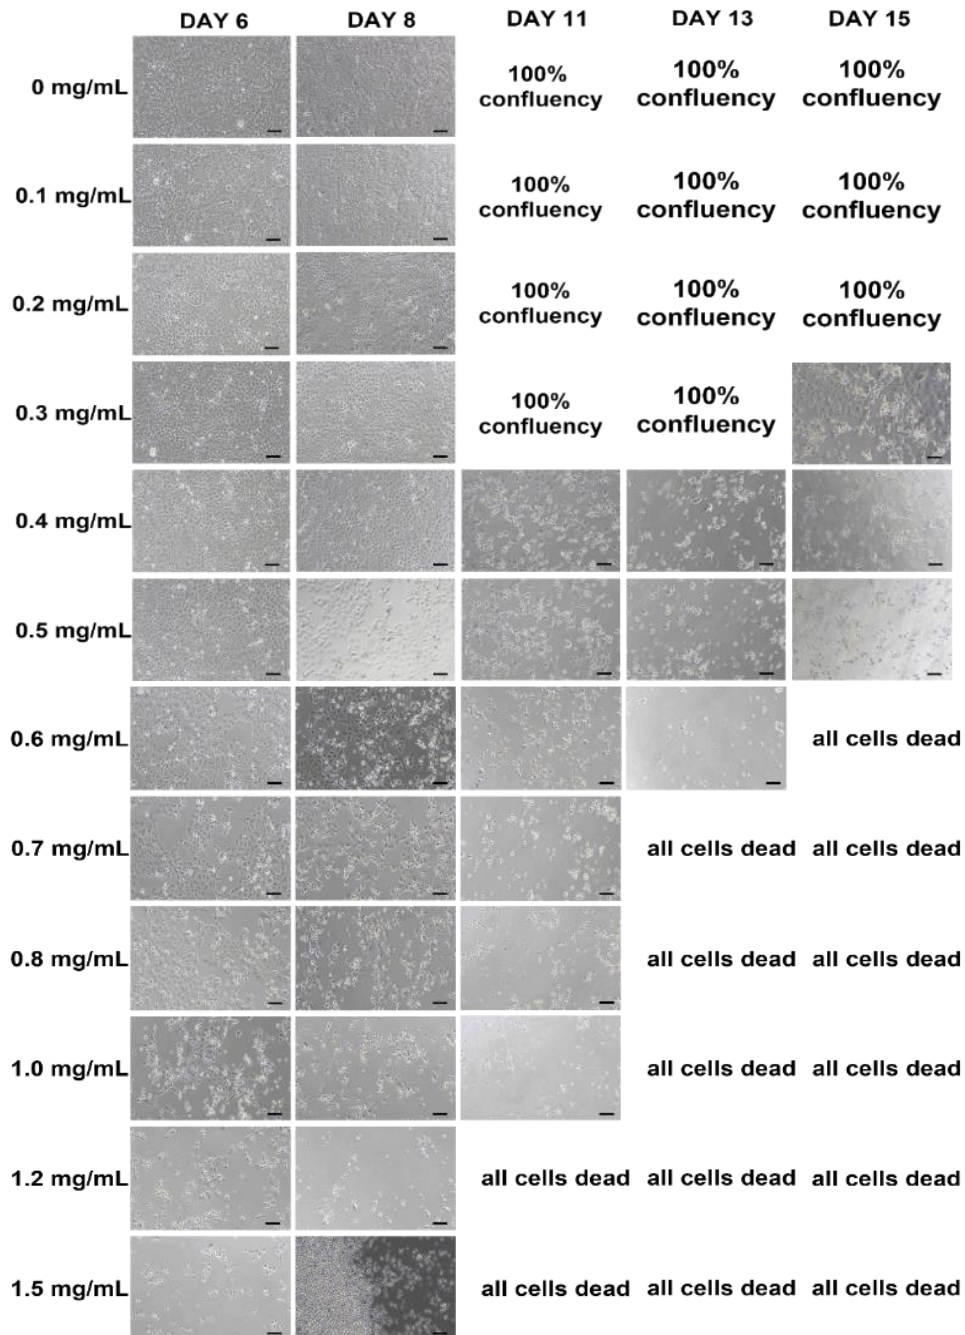 DAY 6 DAY 8 DAY 11 DAY 13 DAY 15
0 mg/mL 100% confluency 100% confluency 100% confluency
0.1 mg/mL 100% confluency 100% confluency 100% confluency
0.2 mg/mL 100% confluency 100% confluency 100% confluency
0.3 mg/mL 100% confluency 100% confluency
0.4 mg/mL
0.5 mg/mL
0.6 mg/mL all cells dead
0.7 mg/mL all cells dead all cells dead
0.8 mg/mL all cells dead all cells dead
1.0 mg/mL all cells dead all cells dead
1.2 mg/mL all cells dead all cells dead all cells dead
1.5 mg/mL all cells dead all cells dead all cells dead